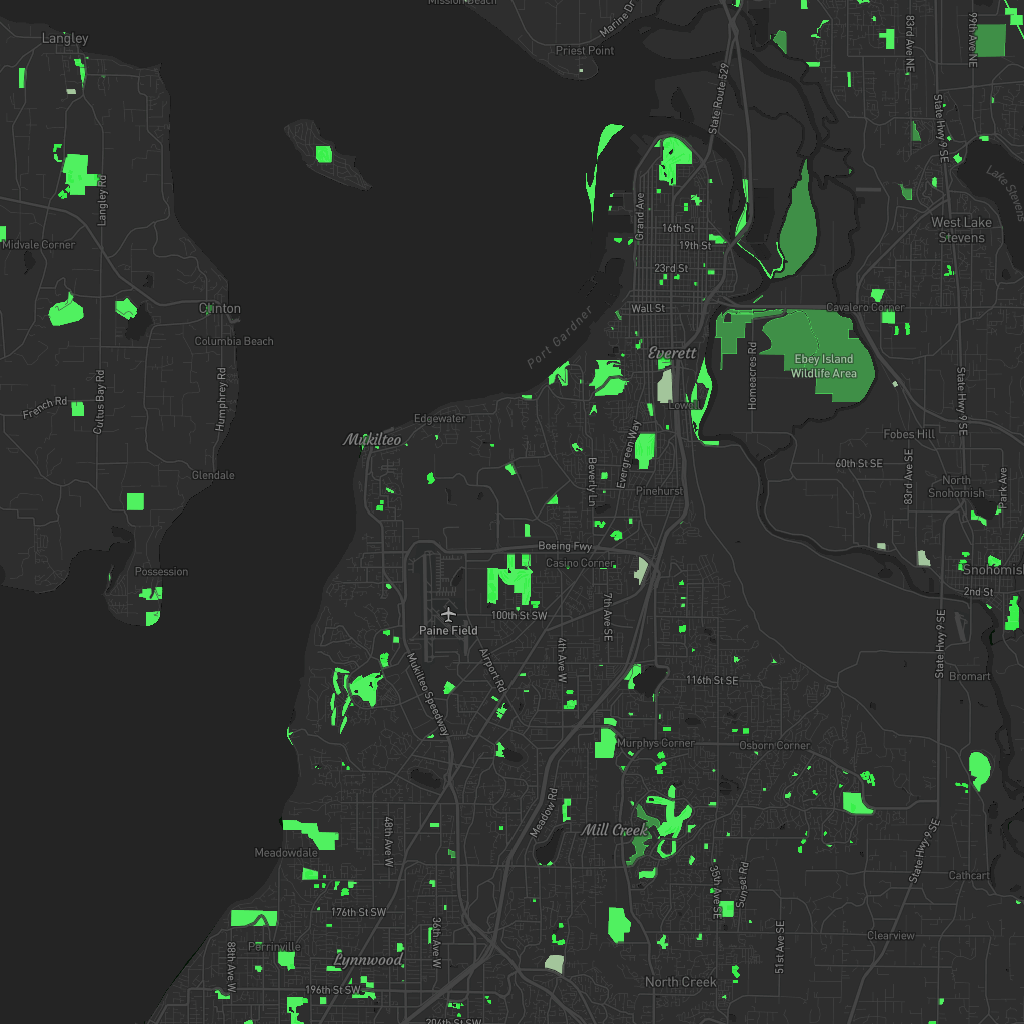 Mission Beach
Marine Dr
Langley
Priest Point
83rd Ave NE
99th Ave NE
State Route 529
State Hwy 9 SE
Lake Stevens
Langley Rd
Grand Ave
16th St
West Lake
Stevens
Midvale Corner
19th St
23rd St
Clinton
Wall St
Cavalero Corner
Columbia Beach
Port Gardner
Everett
Homeacres Rd
Ebey Island
Wildlife Area
French Rd
Cultus Bay Rd
Humphrey Rd
State Hwy 9 SE
Lowell
Edgewater
Mukilteo
Fobes Hill
Evergreen Way
60th St SE
Glendale
Beverly Ln
83rd Ave SE
North
Snohomish
Park Ave
Pinehurst
Boeing Fwy
Casino Corner
Possession
Snohomish
2nd St
100th St SW
7th Ave SE
Paine Field
State Hwy 9 SE
4th Ave W
Airport Rd
Mukilteo Speedway
116th St SE
Bromart
Murphys Corner
Osborn Corner
Meadow Rd
48th Ave W
Mill Creek
Meadowdale
State Hwy 9 SE
35th Ave SE
Sunset Rd
Cathcart
176th St SW
88th Ave W
36th Ave W
51st Ave SE
Clearview
Perrinville
Lynnwood
North Creek
196th St SW
204th St SW